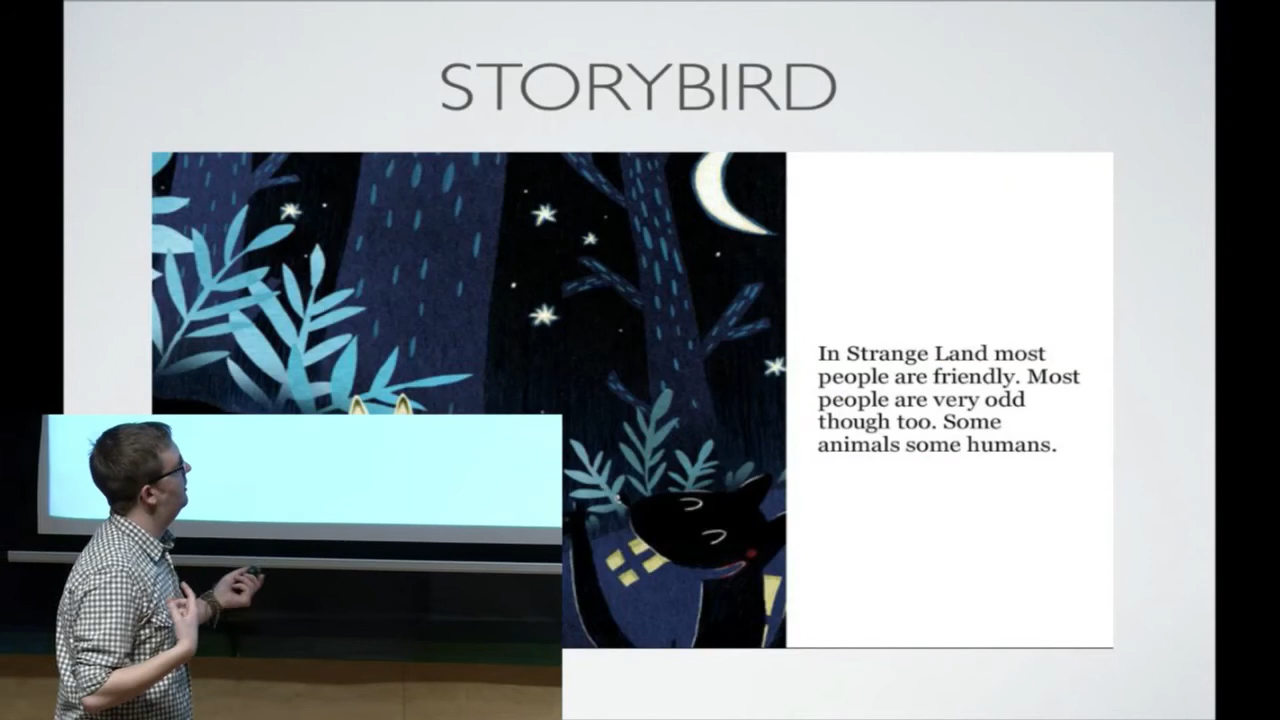 STORYBIRD
In Strange Land most
people are friendly. Most
people are very odd
though too. Some
animals some humans.